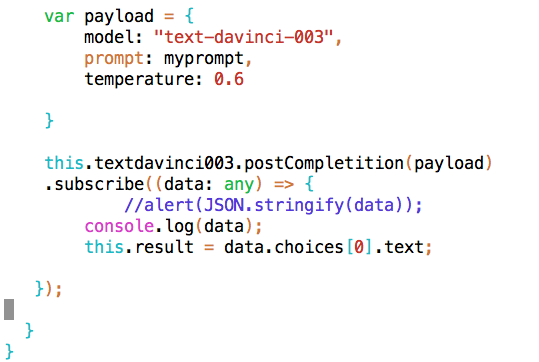 var payload = {
model: "text-davinci-003",
prompt: myprompt,
temperature: 0.6
}
this.textdavinci003.postCompletition(payload)
.subscribe((data: any) => {
//alert(JSON.stringify(data));
console.log(data);
this.result = data.choices[0].text;
});
}
}